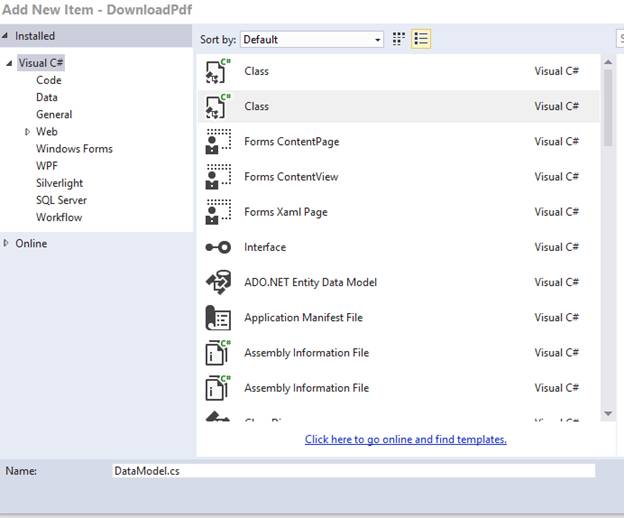 Add New Item - DownloadPdf
Installed
Visual C#
Code
Data
General
Web
Windows Forms
WPF
Silverlight
SQL Server
Workflow
Online
Sort by: Default
C# Class Visual C#
C# Class Visual C#
Forms ContentPage Visual C#
Forms ContentView Visual C#
Forms Xaml Page Visual C#
Interface Visual C#
ADO.NET Entity Data Model Visual C#
Application Manifest File Visual C#
C# Assembly Information File Visual C#
C# Assembly Information File Visual C#
Click here to go online and find templates.
Name: DataModel.cs